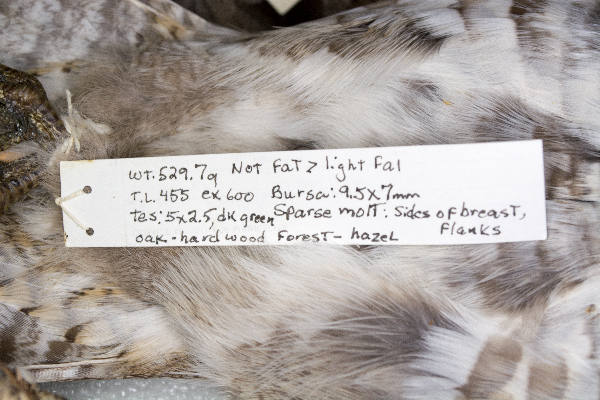 wt. 529.7g Not Fat > light Fat
T.L. 455 ex 600 Bursa: 9.5x7mm
tes: 5x2.5, dk green Sparse molt: sides of breast,
oak-hardwood Forest - hazel Flanks